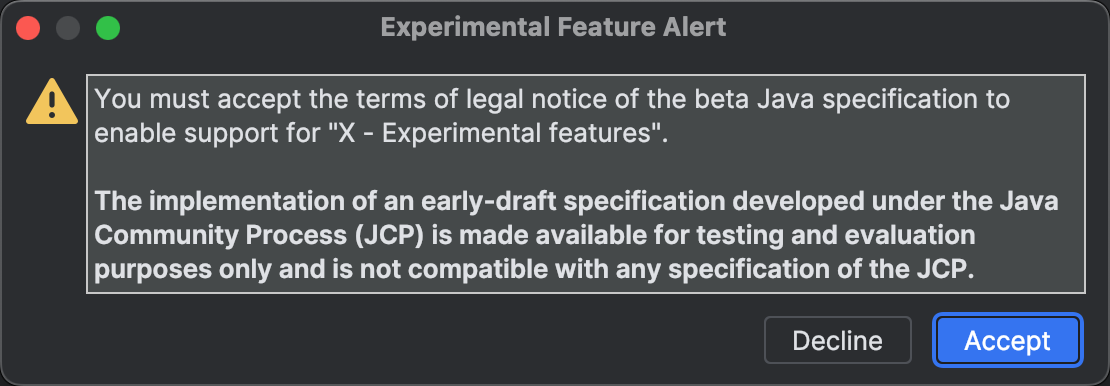 Experimental Feature Alert
You must accept the terms of legal notice of the beta Java specification to
enable support for "X - Experimental features".
The implementation of an early-draft specification developed under the Java
Community Process (JCP) is made available for testing and evaluation
purposes only and is not compatible with any specification of the JCP.
Decline
Accept